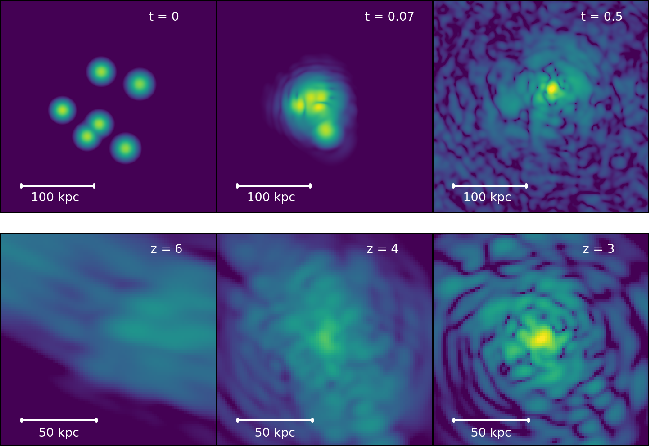 t = 0
t = 0.07
t = 0.5
100 kpc
100 kpc
100 kpc
z = 6
z = 4
z = 3
50 kpc
50 kpc
50 kpc